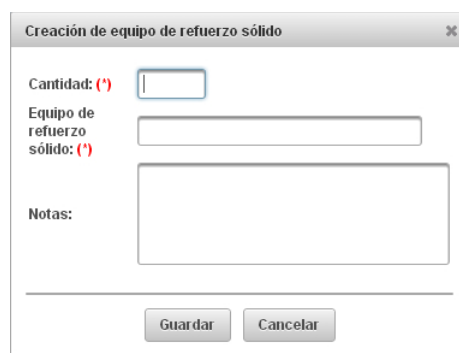 Creación de equipo de refuerzo sólido
Cantidad: (*)
Equipo de
refuerzo
sólido: (*)
Notas:
Guardar Cancelar